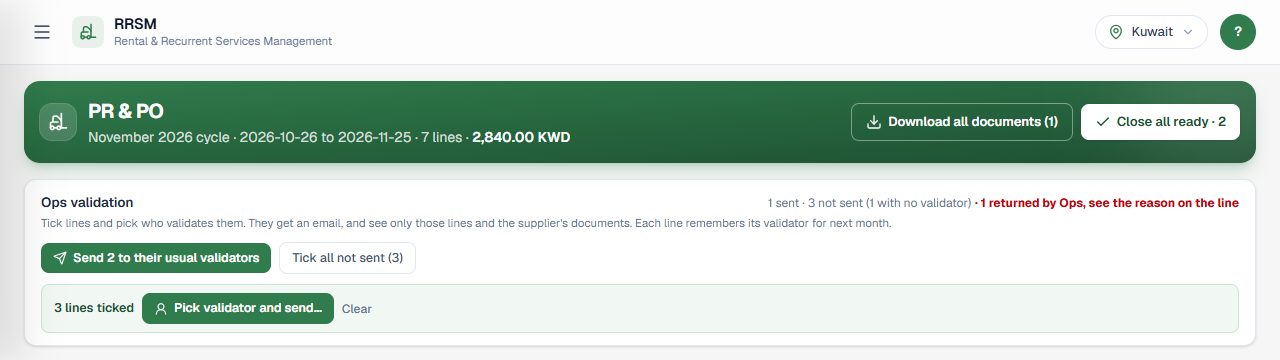 RRSM
Rental & Recurrent Services Management
Kuwait
?
PR & PO
November 2026 cycle · 2026-10-26 to 2026-11-25 · 7 lines · 2,840.00 KWD
Download all documents (1)
Close all ready · 2
Ops validation
1 sent · 3 not sent (1 with no validator) · 1 returned by Ops, see the reason on the line
Tick lines and pick who validates them. They get an email, and see only those lines and the supplier's documents. Each line remembers its validator for next month.
Send 2 to their usual validators
Tick all not sent (3)
3 lines ticked
Pick validator and send...
Clear